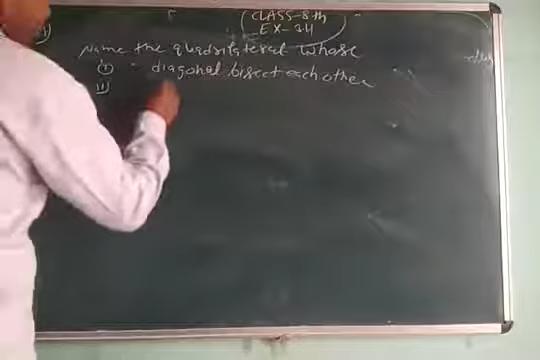 CLASS-8th
EX-3.4
Name the quadrilateral whose
(i) diagonal bisect each other
(ii)